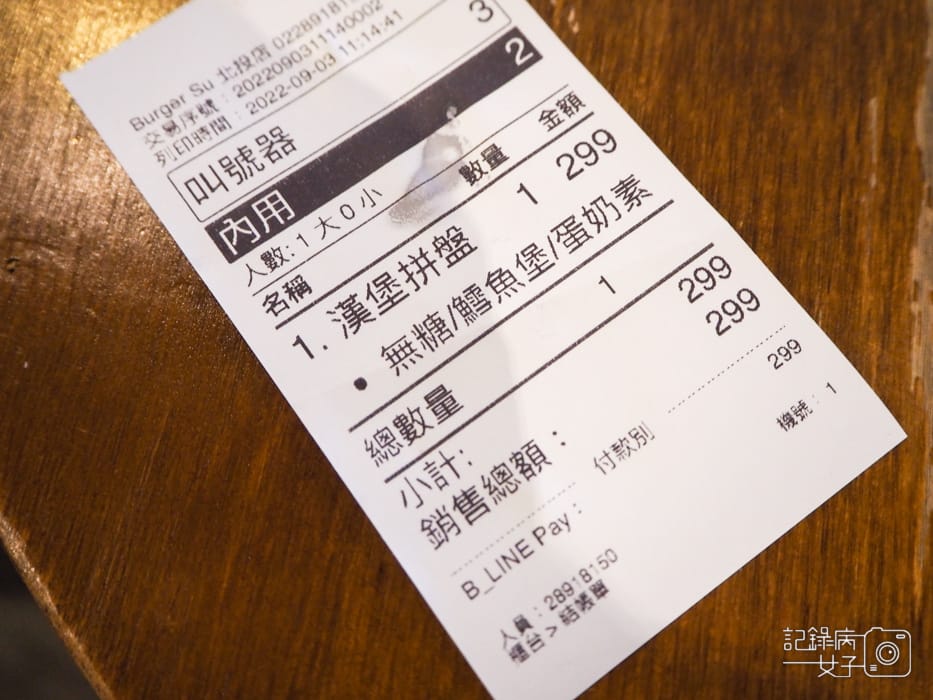 Burger Su 北投店 0228918150
交易序號：2022090311140002
列印時間：2022-09-03 11:14:41
叫號器 3
內用 2
人數: 1 大 0 小
名稱 數量 金額
1. 漢堡拼盤 1 299
● 無糖/鱈魚堡/蛋奶素
總數量 1
小計: 299
銷售總額： 299
付款別
B_LINE Pay： 299
人員：28918150 機號：1
櫃台 > 結帳單
記錄病
女子